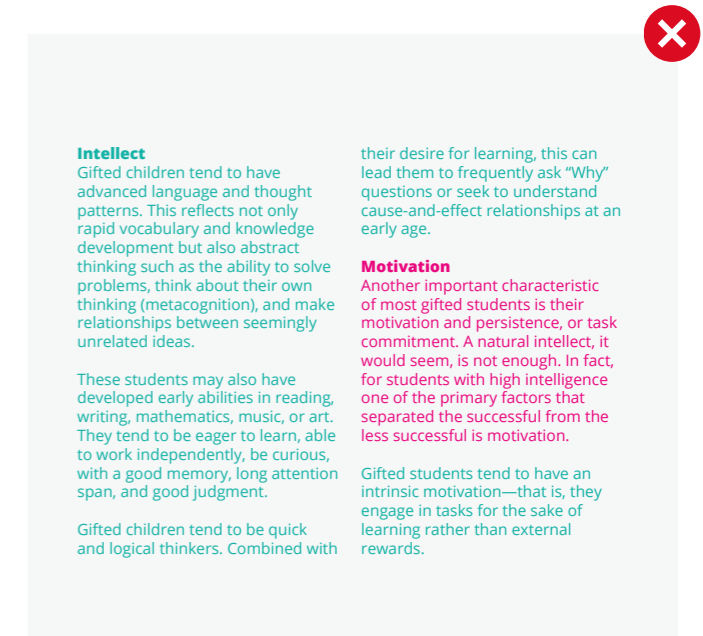 Intellect
Gifted children tend to have
advanced language and thought
patterns. This reflects not only
rapid vocabulary and knowledge
development but also abstract
thinking such as the ability to solve
problems, think about their own
thinking (metacognition), and make
relationships between seemingly
unrelated ideas.
These students may also have
developed early abilities in reading,
writing, mathematics, music, or art.
They tend to be eager to learn, able
to work independently, be curious,
with a good memory, long attention
span, and good judgment.
Gifted children tend to be quick
and logical thinkers. Combined with
their desire for learning, this can
lead them to frequently ask “Why”
questions or seek to understand
cause-and-effect relationships at an
early age.
Motivation
Another important characteristic
of most gifted students is their
motivation and persistence, or task
commitment. A natural intellect, it
would seem, is not enough. In fact,
for students with high intelligence
one of the primary factors that
separated the successful from the
less successful is motivation.
Gifted students tend to have an
intrinsic motivation—that is, they
engage in tasks for the sake of
learning rather than external
rewards.